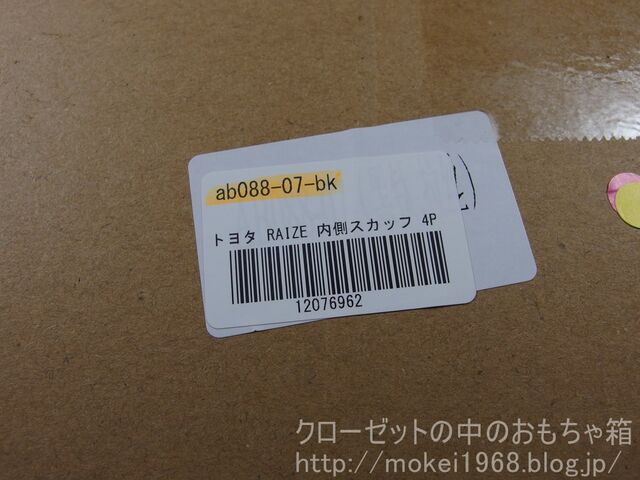 ab088-07-bk
トヨタ RAIZE 内側スカッフ 4P
12076962
クローゼットの中のおもちゃ箱
http://mokei1968.blog.jp/